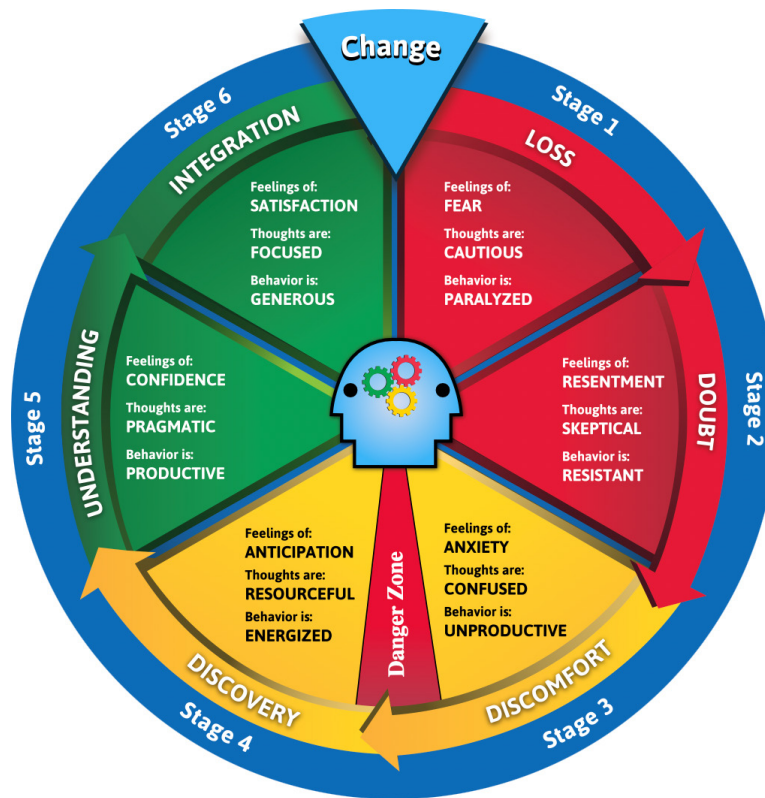 Change
Stage 1
LOSS
Feelings of:
FEAR
Thoughts are:
CAUTIOUS
Behavior is:
PARALYZED
Stage 2
DOUBT
Feelings of:
RESENTMENT
Thoughts are:
SKEPTICAL
Behavior is:
RESISTANT
Stage 3
DISCOMFORT
Feelings of:
ANXIETY
Thoughts are:
CONFUSED
Behavior is:
UNPRODUCTIVE
Danger Zone
Stage 4
DISCOVERY
Feelings of:
ANTICIPATION
Thoughts are:
RESOURCEFUL
Behavior is:
ENERGIZED
Stage 5
UNDERSTANDING
Feelings of:
CONFIDENCE
Thoughts are:
PRAGMATIC
Behavior is:
PRODUCTIVE
Stage 6
INTEGRATION
Feelings of:
SATISFACTION
Thoughts are:
FOCUSED
Behavior is:
GENEROUS